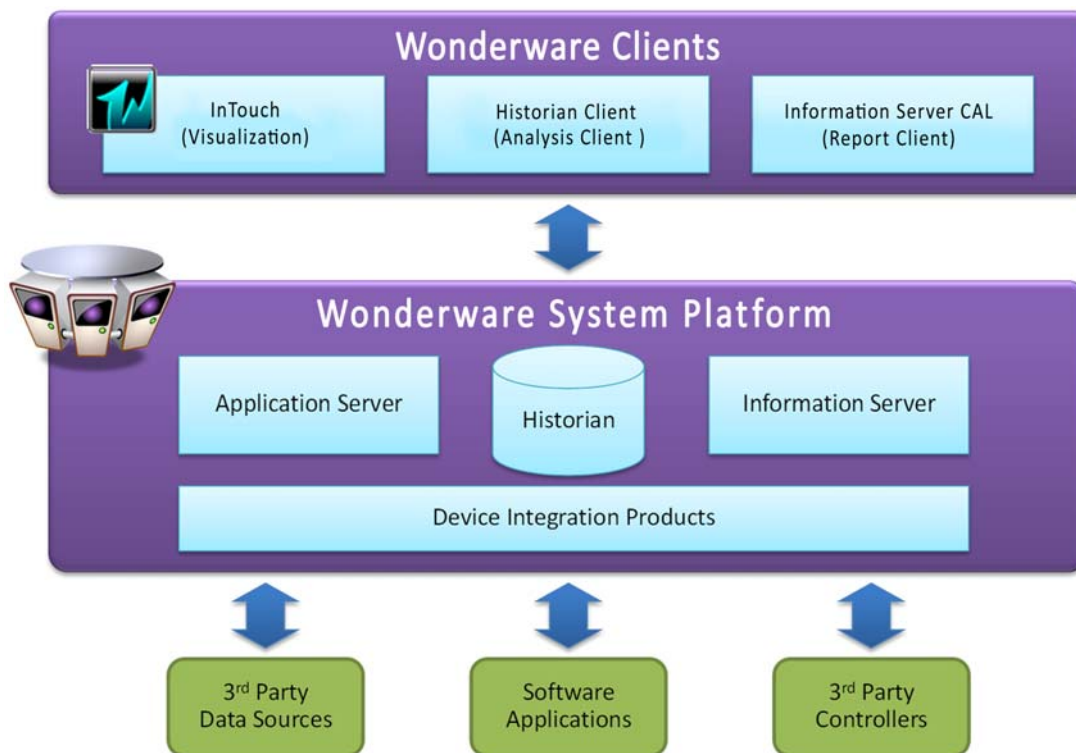 Wonderware Clients
InTouch
(Visualization)
Historian Client
(Analysis Client )
Information Server CAL
(Report Client)
Wonderware System Platform
Application Server
Historian
Information Server
Device Integration Products
3rd Party
Data Sources
Software
Applications
3rd Party
Controllers